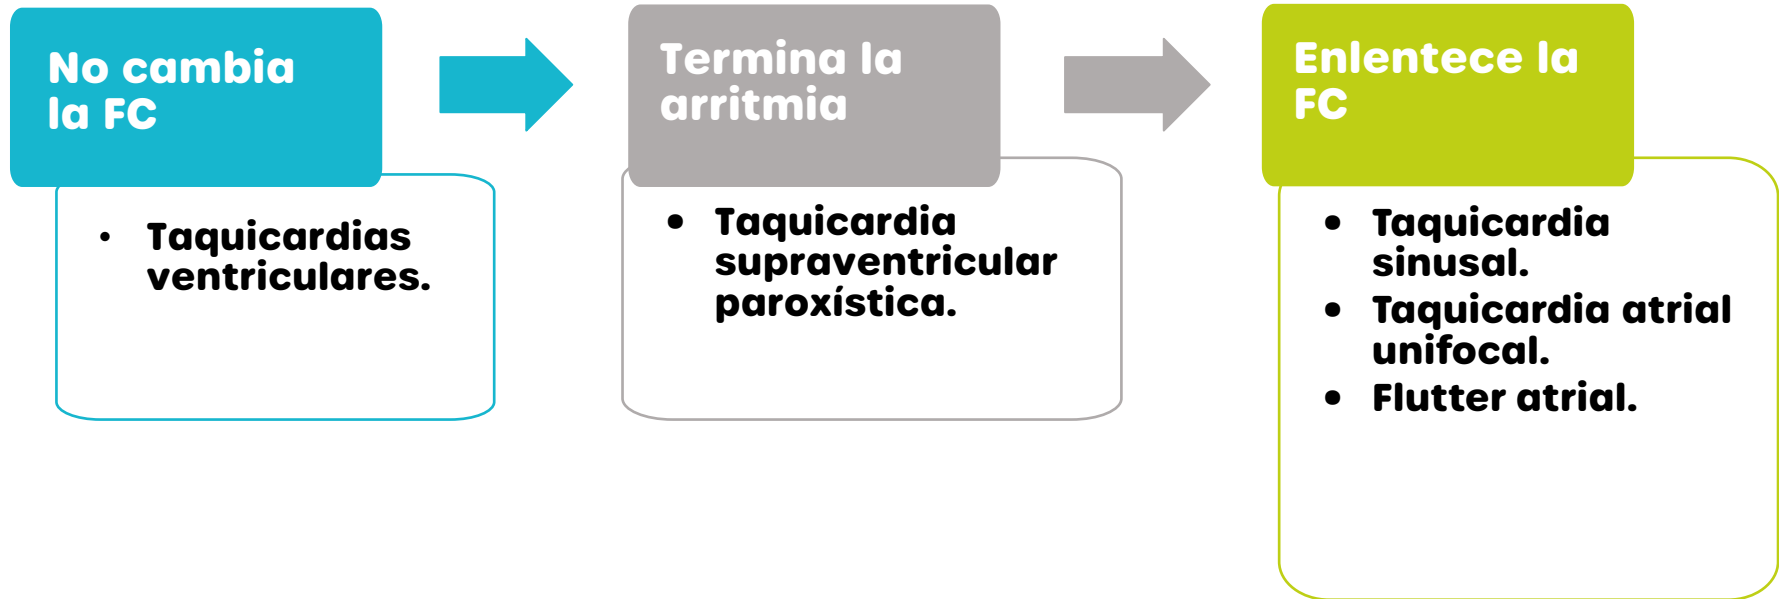 No cambia
la FC
• Taquicardias
ventriculares.
Termina la
arritmia
• Taquicardia
supraventricular
paroxística.
Enlentece la
FC
• Taquicardia
sinusal.
• Taquicardia atrial
unifocal.
• Flutter atrial.